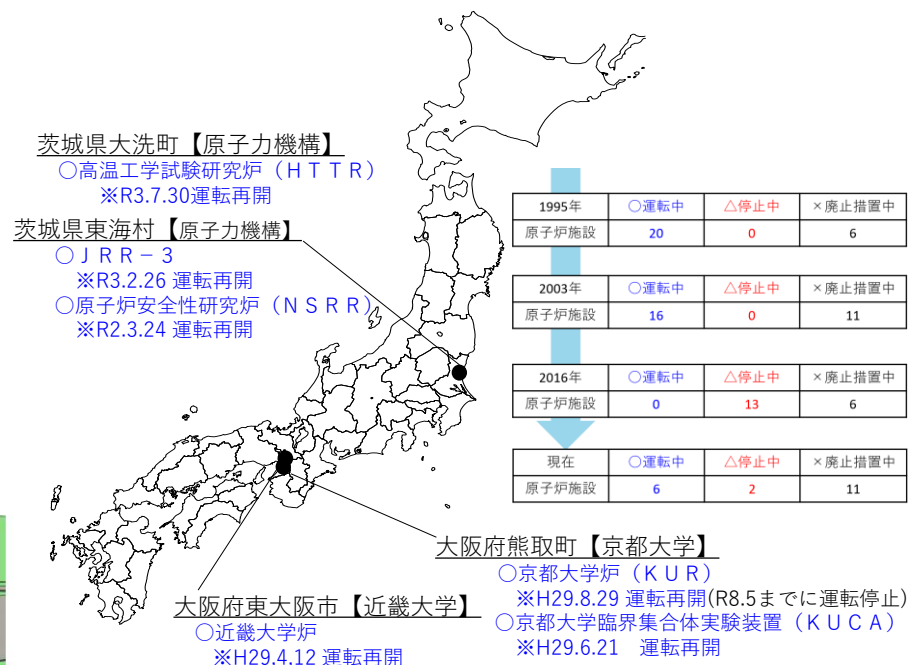 茨城県大洗町【原子力機構】
○高温工学試験研究炉（ＨＴＴＲ）
※R3.7.30運転再開
茨城県東海村【原子力機構】
○ＪＲＲ－３
※R3.2.26 運転再開
○原子炉安全性研究炉（ＮＳＲＲ）
※R2.3.24 運転再開
1995年 ○運転中 △停止中 ×廃止措置中
原子炉施設 20 0 6
2003年 ○運転中 △停止中 ×廃止措置中
原子炉施設 16 0 11
2016年 ○運転中 △停止中 ×廃止措置中
原子炉施設 0 13 6
現在 ○運転中 △停止中 ×廃止措置中
原子炉施設 6 2 11
大阪府熊取町【京都大学】
○京都大学炉（ＫＵＲ）
※H29.8.29 運転再開(R8.5までに運転停止)
○京都大学臨界集合体実験装置（ＫＵＣＡ）
※H29.6.21 運転再開
大阪府東大阪市【近畿大学】
○近畿大学炉
※H29.4.12 運転再開